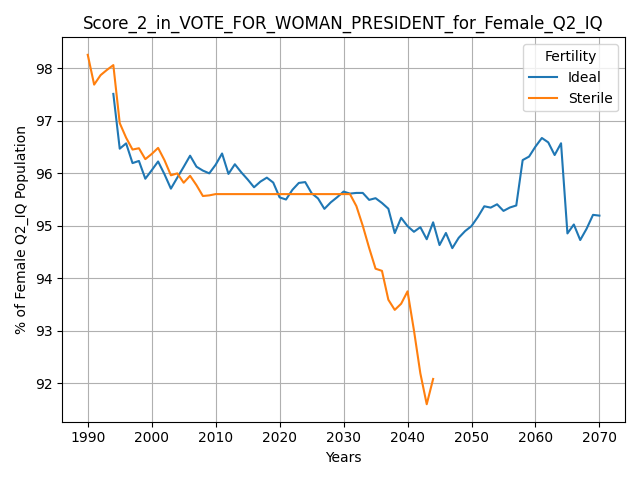 Score_2_in_VOTE_FOR_WOMAN_PRESIDENT_for_Female_Q2_IQ
Fertility
Ideal
Sterile
% of Female Q2_IQ Population
98
97
96
95
94
93
92
1990 2000 2010 2020 2030 2040 2050 2060 2070
Years